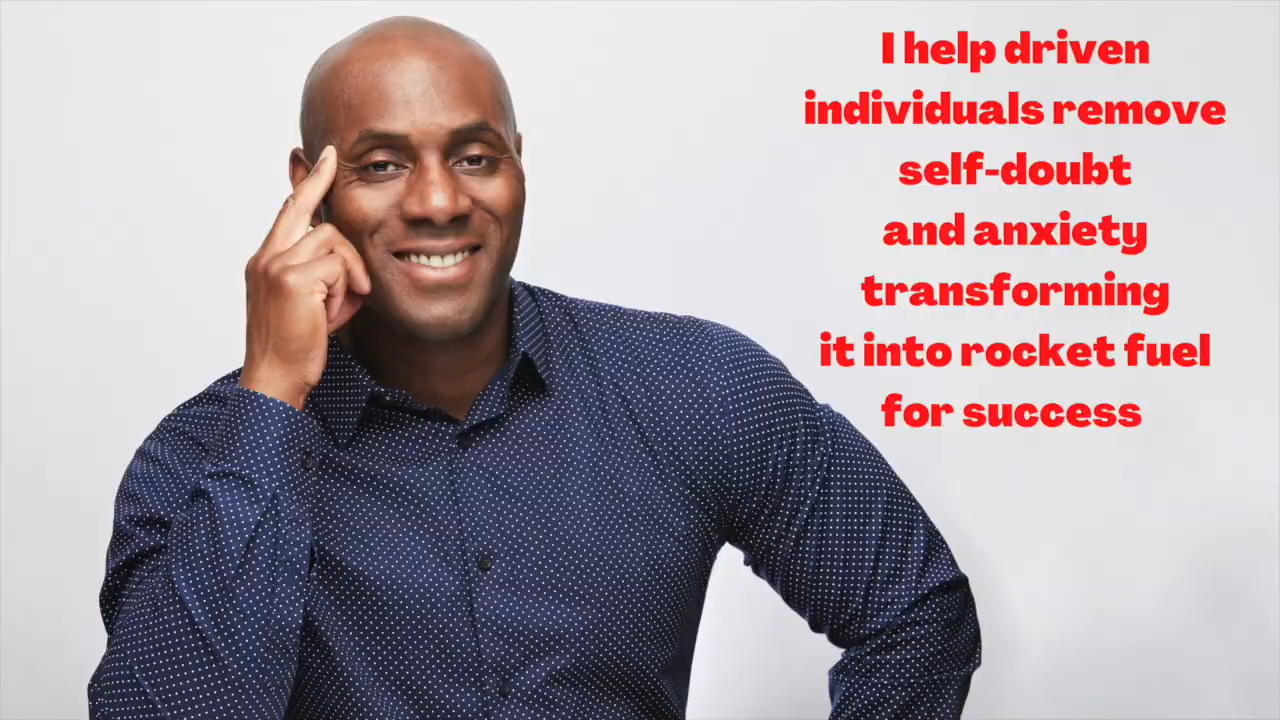 I help driven
individuals remove
self-doubt
and anxiety
transforming
it into rocket fuel
for success